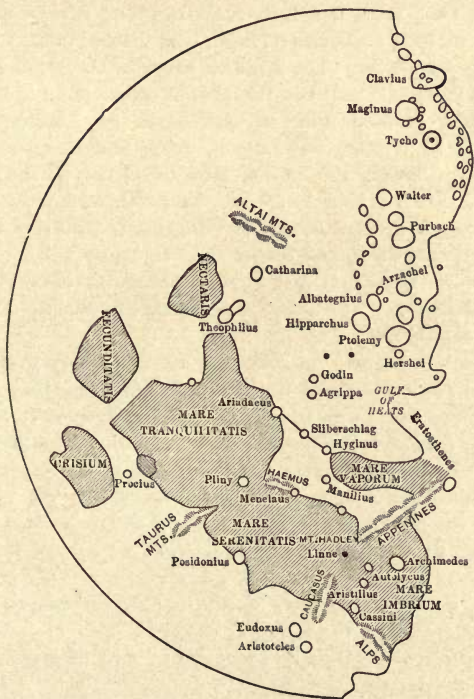 Clavius
Maginus
Tycho
Walter
ALTAI MTS.
Purbach
Catharina
Arzachel
NECTARIS
Albategnius
FECUNDITATIS
Theophilus
Hipparchus
Ptolemy
Hershel
Godin
Agrippa
GULF
OF
HEATS
MARE
TRANQUILITATIS
Ariadaeus
Silberschlag
Hyginus
Eratosthenes
CRISIUM
MARE
VAPORUM
Proclus
Pliny
HAEMUS
Manilius
Menelaus
APPENINES
TAURUS
MTS.
MARE
SERENITATIS
MT. HADLEY
Linne
Archimedes
Posidonius
Autolycus
CAUCASUS
Aristillus
MARE
IMBRIUM
Cassini
Eudoxus
Aristoteles
ALPS